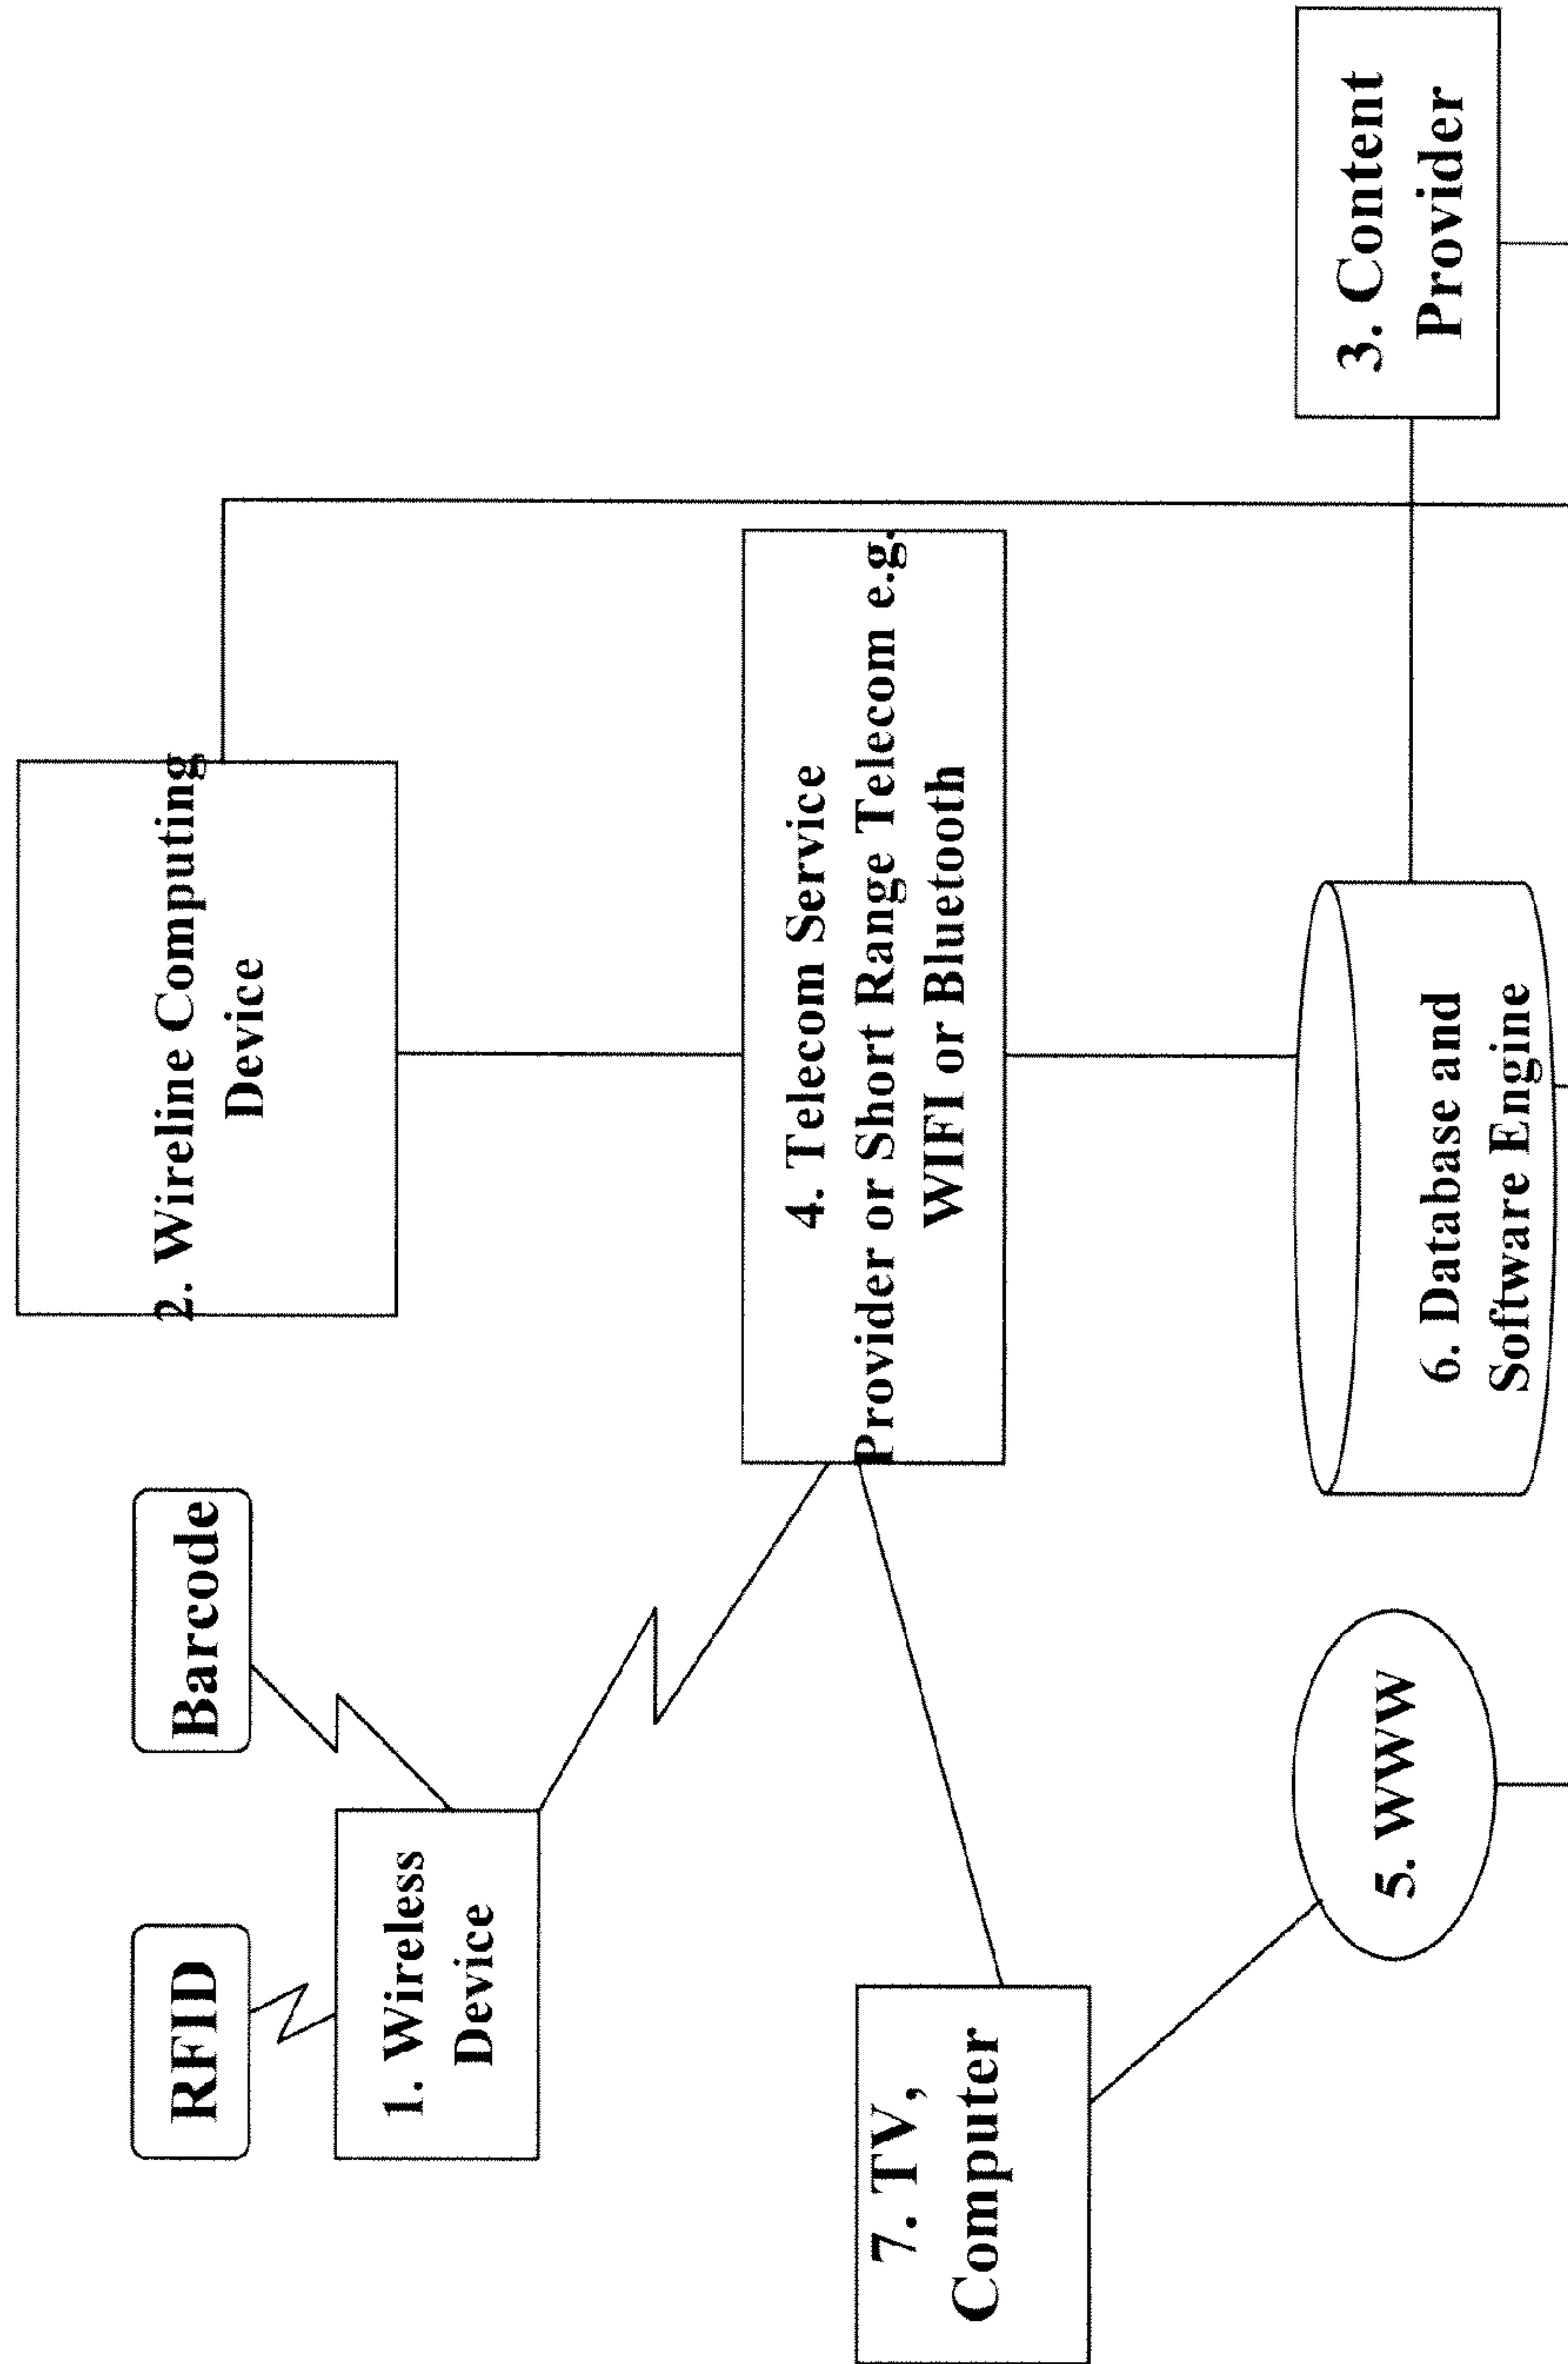 RFID
Barcode
1. Wireless
Device
2. Wireline Computing
Device
7. TV,
Computer
4. Telecom Service
Provider or Short Range Telecom e.g.
WIFI or Bluetooth
5. WWW
6. Database and
Software Engine
3. Content
Provider